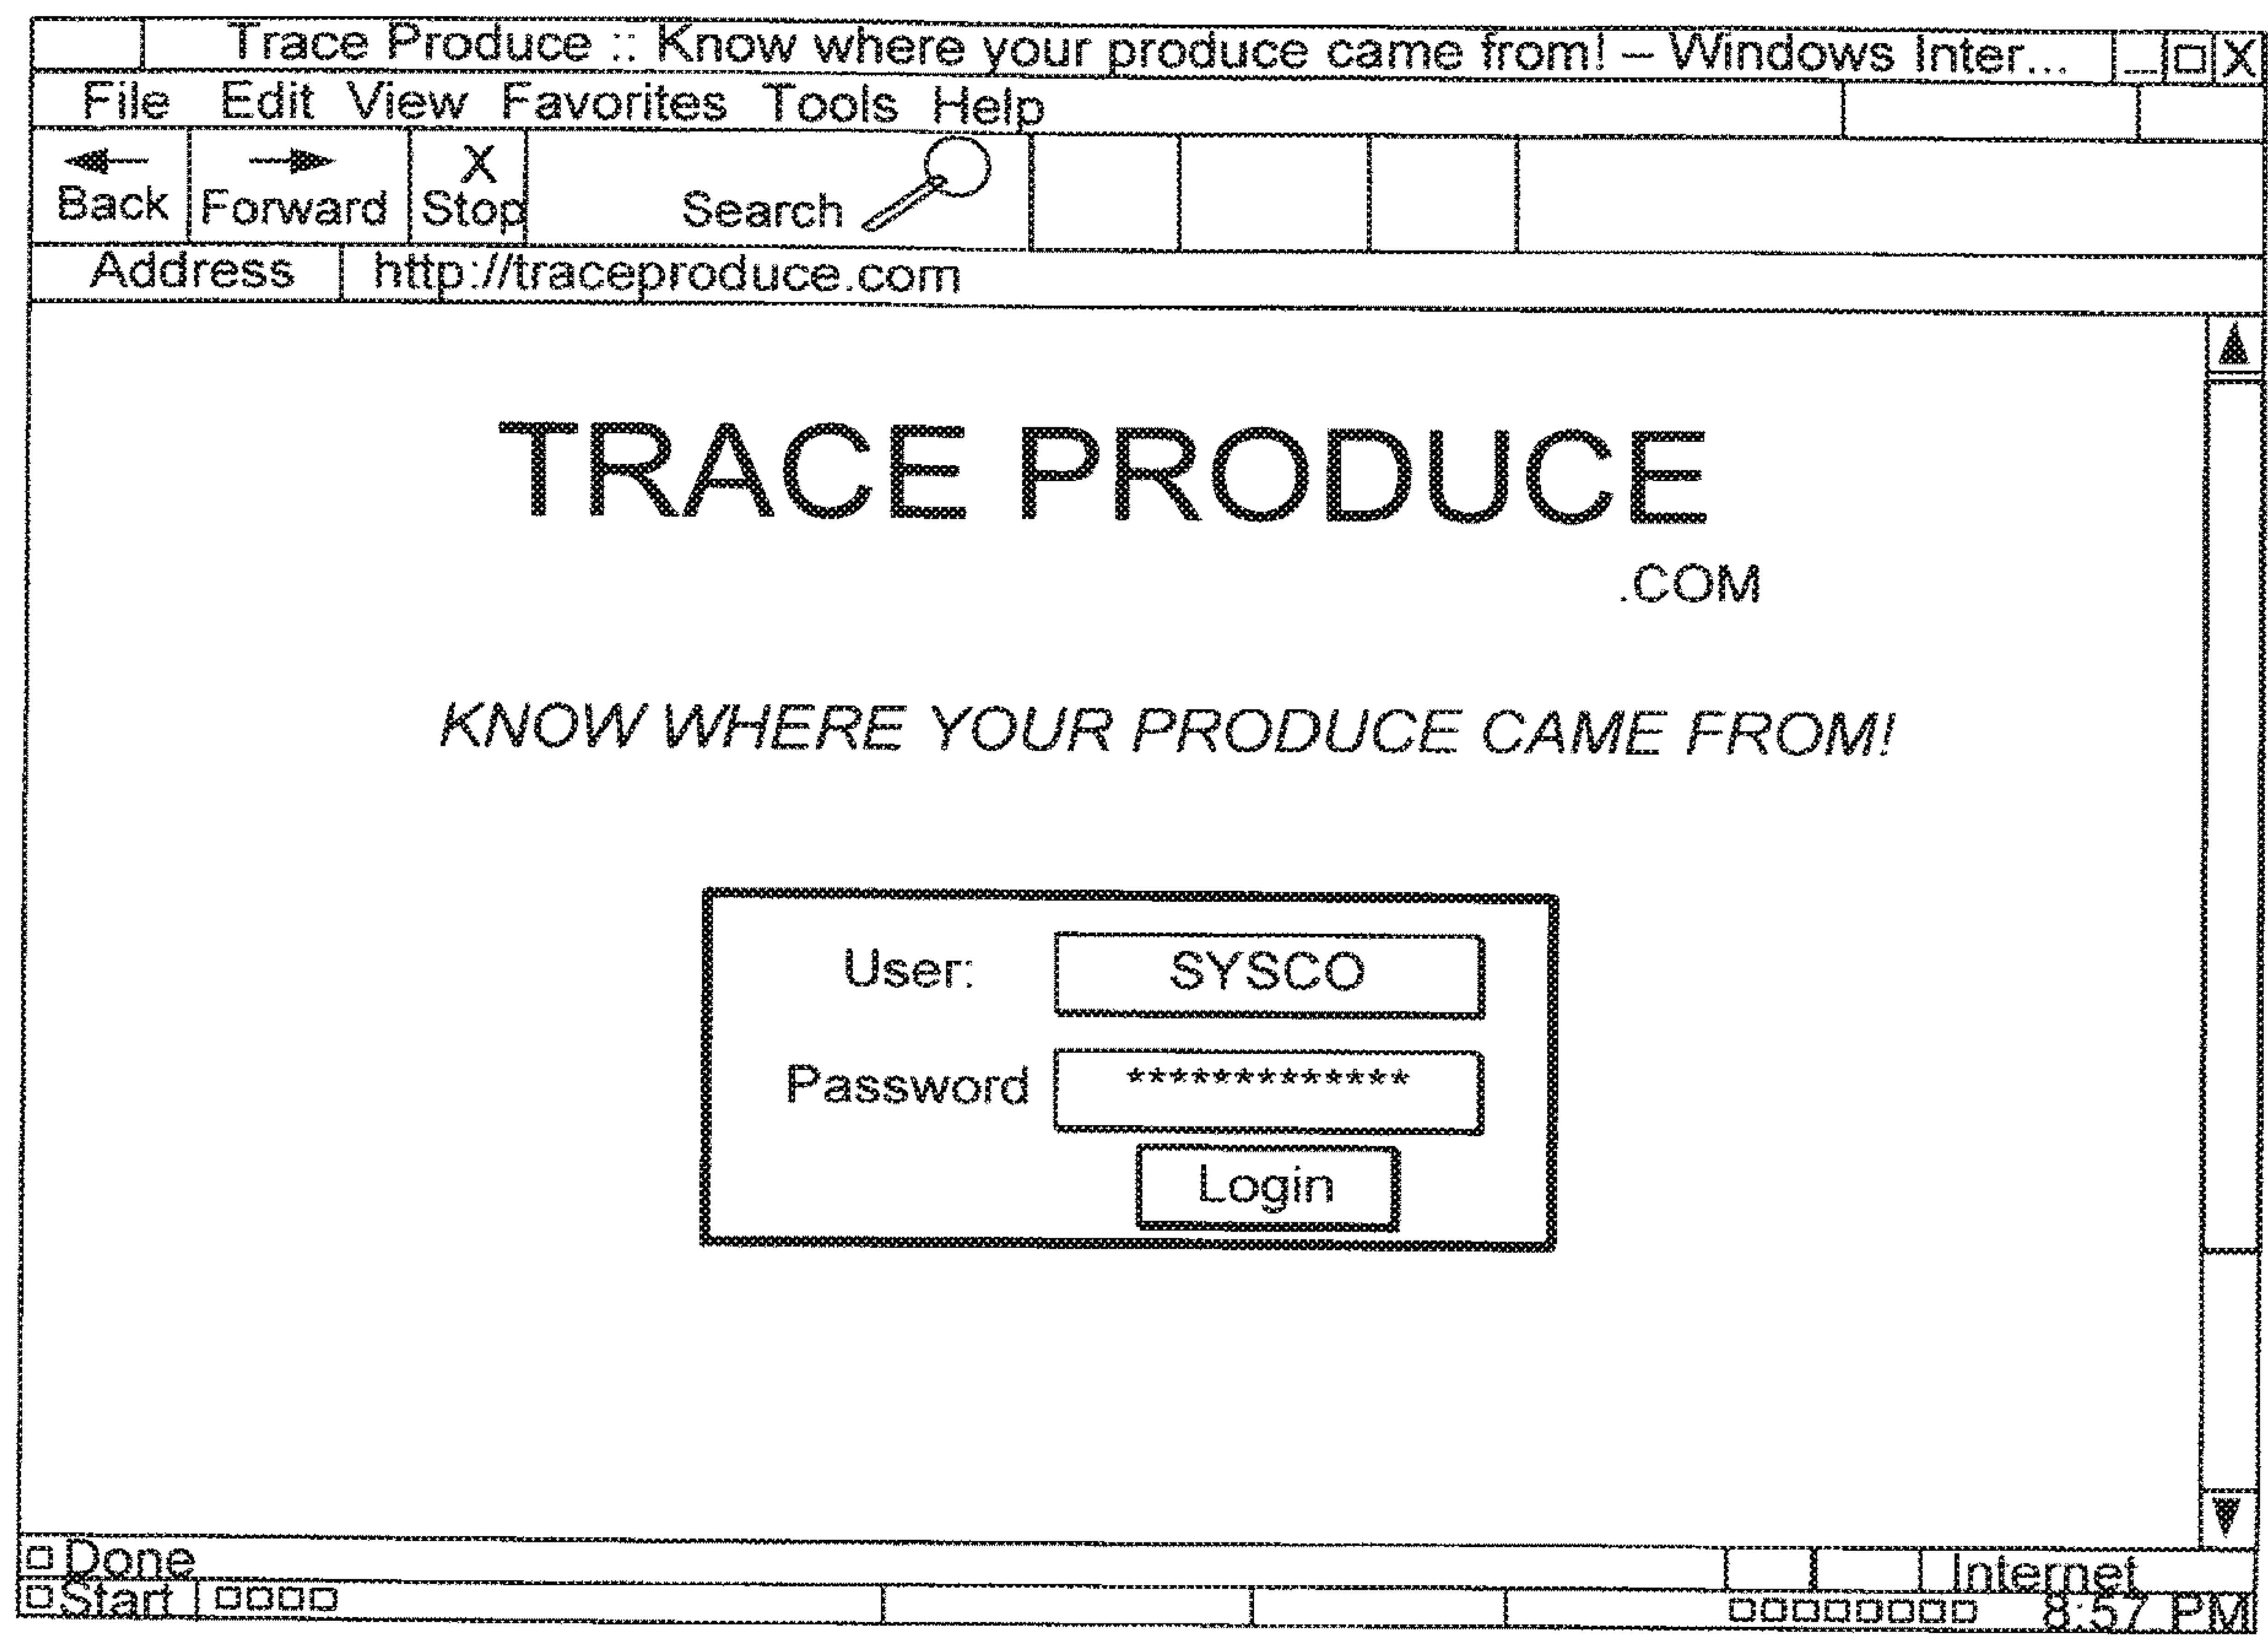 Trace Produce :: Know where your produce came from! – Windows Inter... _ □ X
File Edit View Favorites Tools Help
X
Back Forward Stop Search
Address http://traceproduce.com
TRACE PRODUCE
.COM
KNOW WHERE YOUR PRODUCE CAME FROM!
User: SYSCO
Password *************
Login
Done Internet
Start 8:57 PM